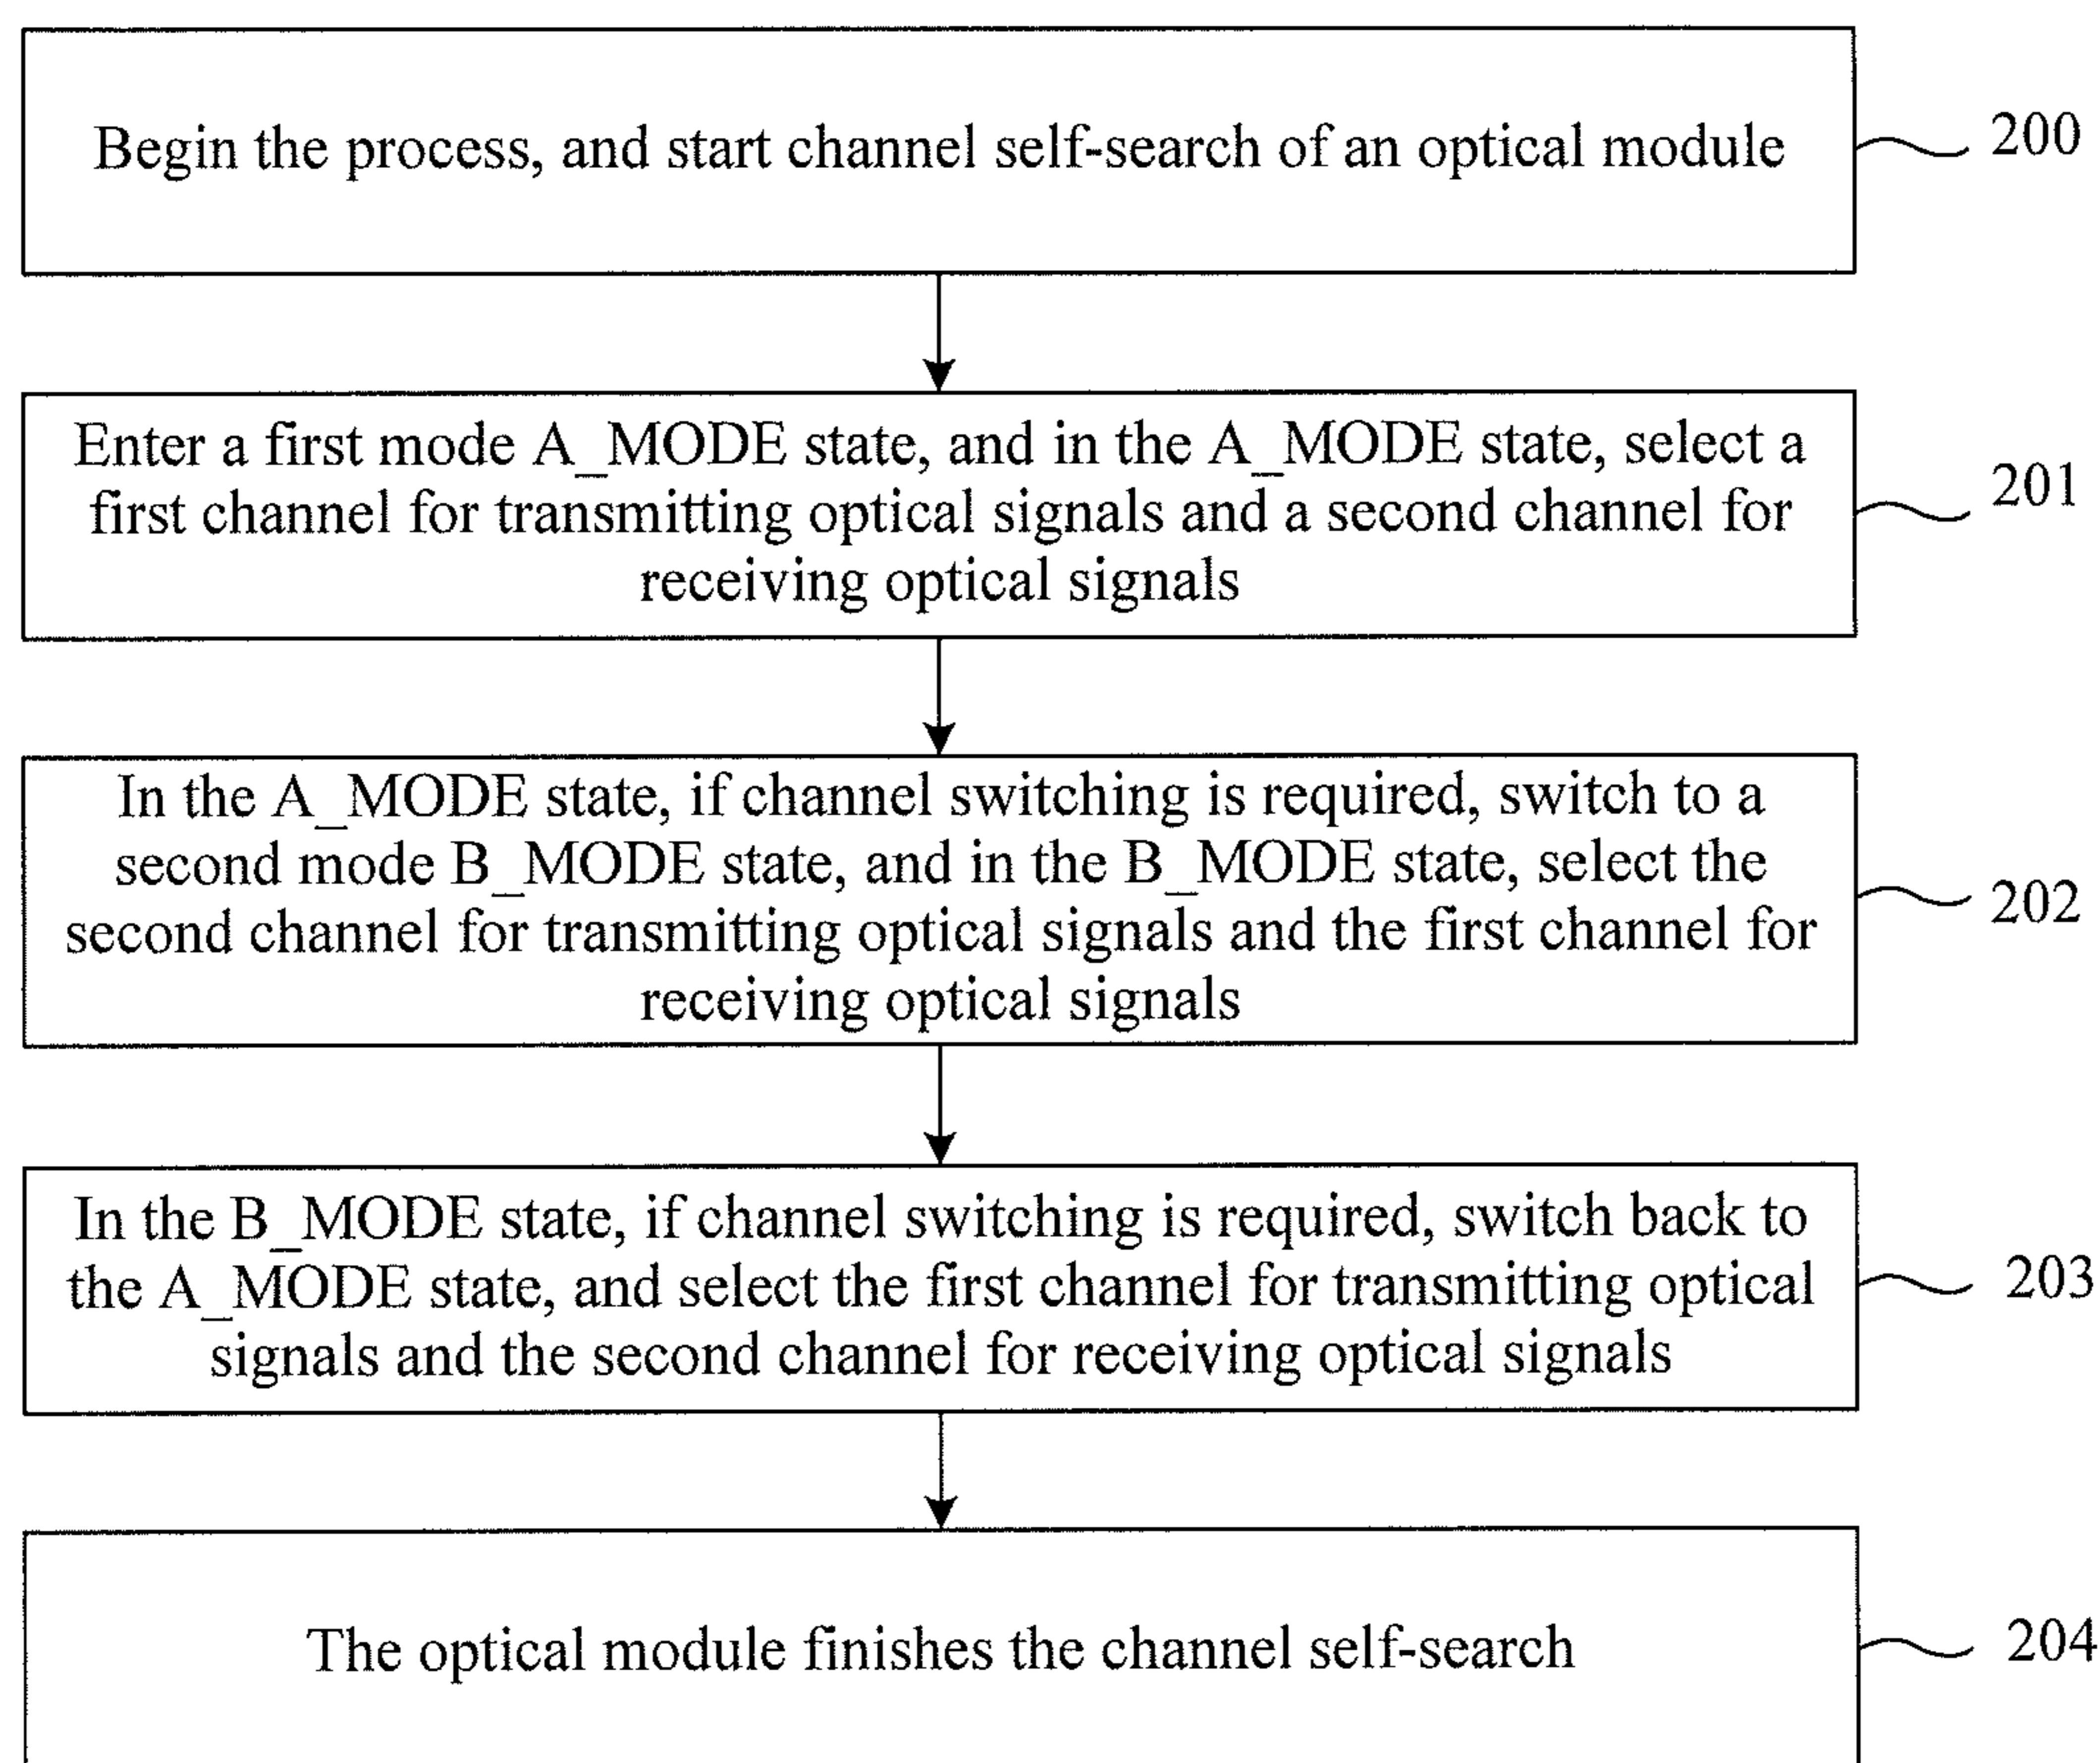 Begin the process, and start channel self-search of an optical module
200
Enter a first mode A_MODE state, and in the A_MODE state, select a
first channel for transmitting optical signals and a second channel for
receiving optical signals
201
In the A_MODE state, if channel switching is required, switch to a
second mode B_MODE state, and in the B_MODE state, select the
second channel for transmitting optical signals and the first channel for
receiving optical signals
202
In the B_MODE state, if channel switching is required, switch back to
the A_MODE state, and select the first channel for transmitting optical
signals and the second channel for receiving optical signals
203
The optical module finishes the channel self-search
204